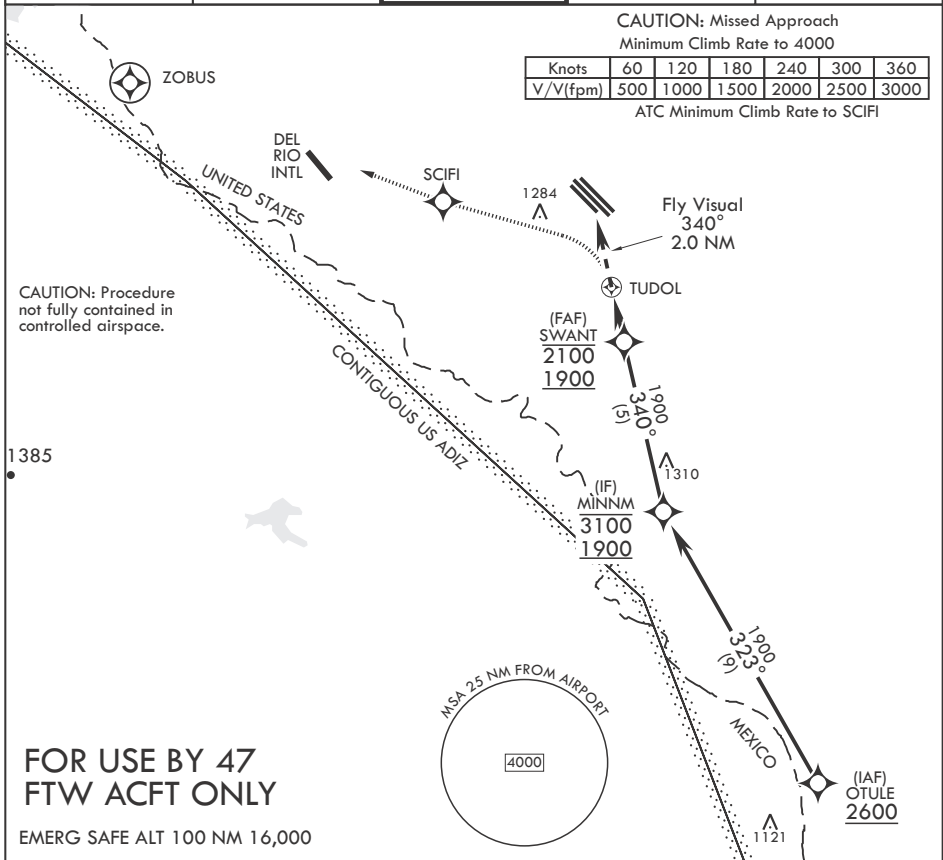 CAUTION: Missed Approach
Minimum Climb Rate to 4000
Knots 60 120 180 240 300 360
V/V(fpm) 500 1000 1500 2000 2500 3000
ATC Minimum Climb Rate to SCIFI
ZOBUS
DEL
RIO
INTL
SCIFI
1284
UNITED STATES
Fly Visual
340°
2.0 NM
TUDOL
CAUTION: Procedure
not fully contained in
controlled airspace.
(FAF)
SWANT
2100
1900
CONTIGUOUS US ADIZ
1900
340°
(5)
1385
1310
(IF)
MINNM
3100
1900
1900
323°
(9)
MSA 25 NM FROM AIRPORT
4000
MEXICO
FOR USE BY 47
FTW ACFT ONLY
(IAF)
OTULE
2600
EMERG SAFE ALT 100 NM 16,000
1121